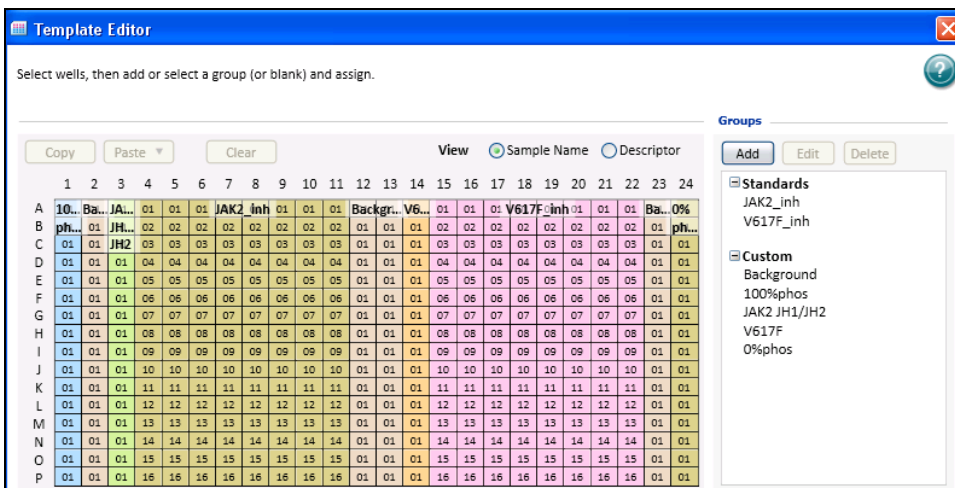 Template Editor
Select wells, then add or select a group (or blank) and assign.
?
Groups
Copy Paste Clear View Sample Name Descriptor
Add Edit Delete
1 2 3 4 5 6 7 8 9 10 11 12 13 14 15 16 17 18 19 20 21 22 23 24
A 10... Ba... JA... 01 01 01 JAK2_inh 01 01 01 Backgr... V6... 01 01 01 V617F_inh 01 01 01 Ba... 0%
B ph... 01 JH... 02 02 02 02 02 02 02 02 01 01 01 02 02 02 02 02 02 02 02 01 ph...
C 01 01 JH2 03 03 03 03 03 03 03 03 01 01 01 03 03 03 03 03 03 03 03 01 01
D 01 01 01 04 04 04 04 04 04 04 04 01 01 01 04 04 04 04 04 04 04 04 01 01
E 01 01 01 05 05 05 05 05 05 05 05 01 01 01 05 05 05 05 05 05 05 05 01 01
F 01 01 01 06 06 06 06 06 06 06 06 01 01 01 06 06 06 06 06 06 06 06 01 01
G 01 01 01 07 07 07 07 07 07 07 07 01 01 01 07 07 07 07 07 07 07 07 01 01
H 01 01 01 08 08 08 08 08 08 08 08 01 01 01 08 08 08 08 08 08 08 08 01 01
I 01 01 01 09 09 09 09 09 09 09 09 01 01 01 09 09 09 09 09 09 09 09 01 01
J 01 01 01 10 10 10 10 10 10 10 10 01 01 01 10 10 10 10 10 10 10 10 01 01
K 01 01 01 11 11 11 11 11 11 11 11 01 01 01 11 11 11 11 11 11 11 11 01 01
L 01 01 01 12 12 12 12 12 12 12 12 01 01 01 12 12 12 12 12 12 12 12 01 01
M 01 01 01 13 13 13 13 13 13 13 13 01 01 01 13 13 13 13 13 13 13 13 01 01
N 01 01 01 14 14 14 14 14 14 14 14 01 01 01 14 14 14 14 14 14 14 14 01 01
O 01 01 01 15 15 15 15 15 15 15 15 01 01 01 15 15 15 15 15 15 15 15 01 01
P 01 01 01 16 16 16 16 16 16 16 16 01 01 01 16 16 16 16 16 16 16 16 01 01
Standards
JAK2_inh
V617F_inh
Custom
Background
100%phos
JAK2 JH1/JH2
V617F
0%phos